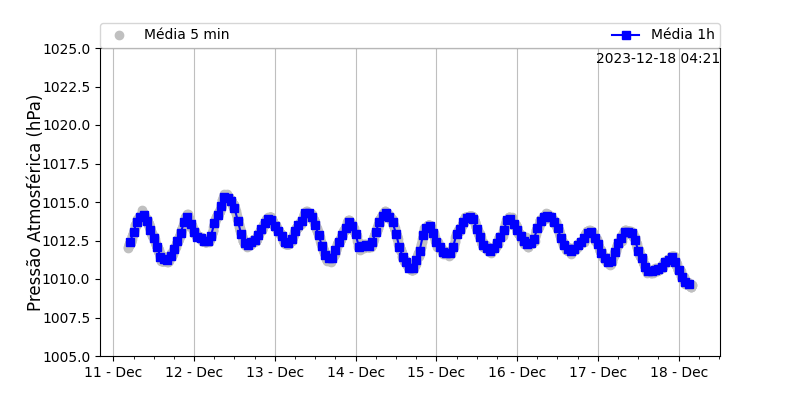 Média 5 min
Média 1h
2023-12-18 04:21
Pressão Atmosférica (hPa)
1025.0
1022.5
1020.0
1017.5
1015.0
1012.5
1010.0
1007.5
1005.0
11 - Dec
12 - Dec
13 - Dec
14 - Dec
15 - Dec
16 - Dec
17 - Dec
18 - Dec